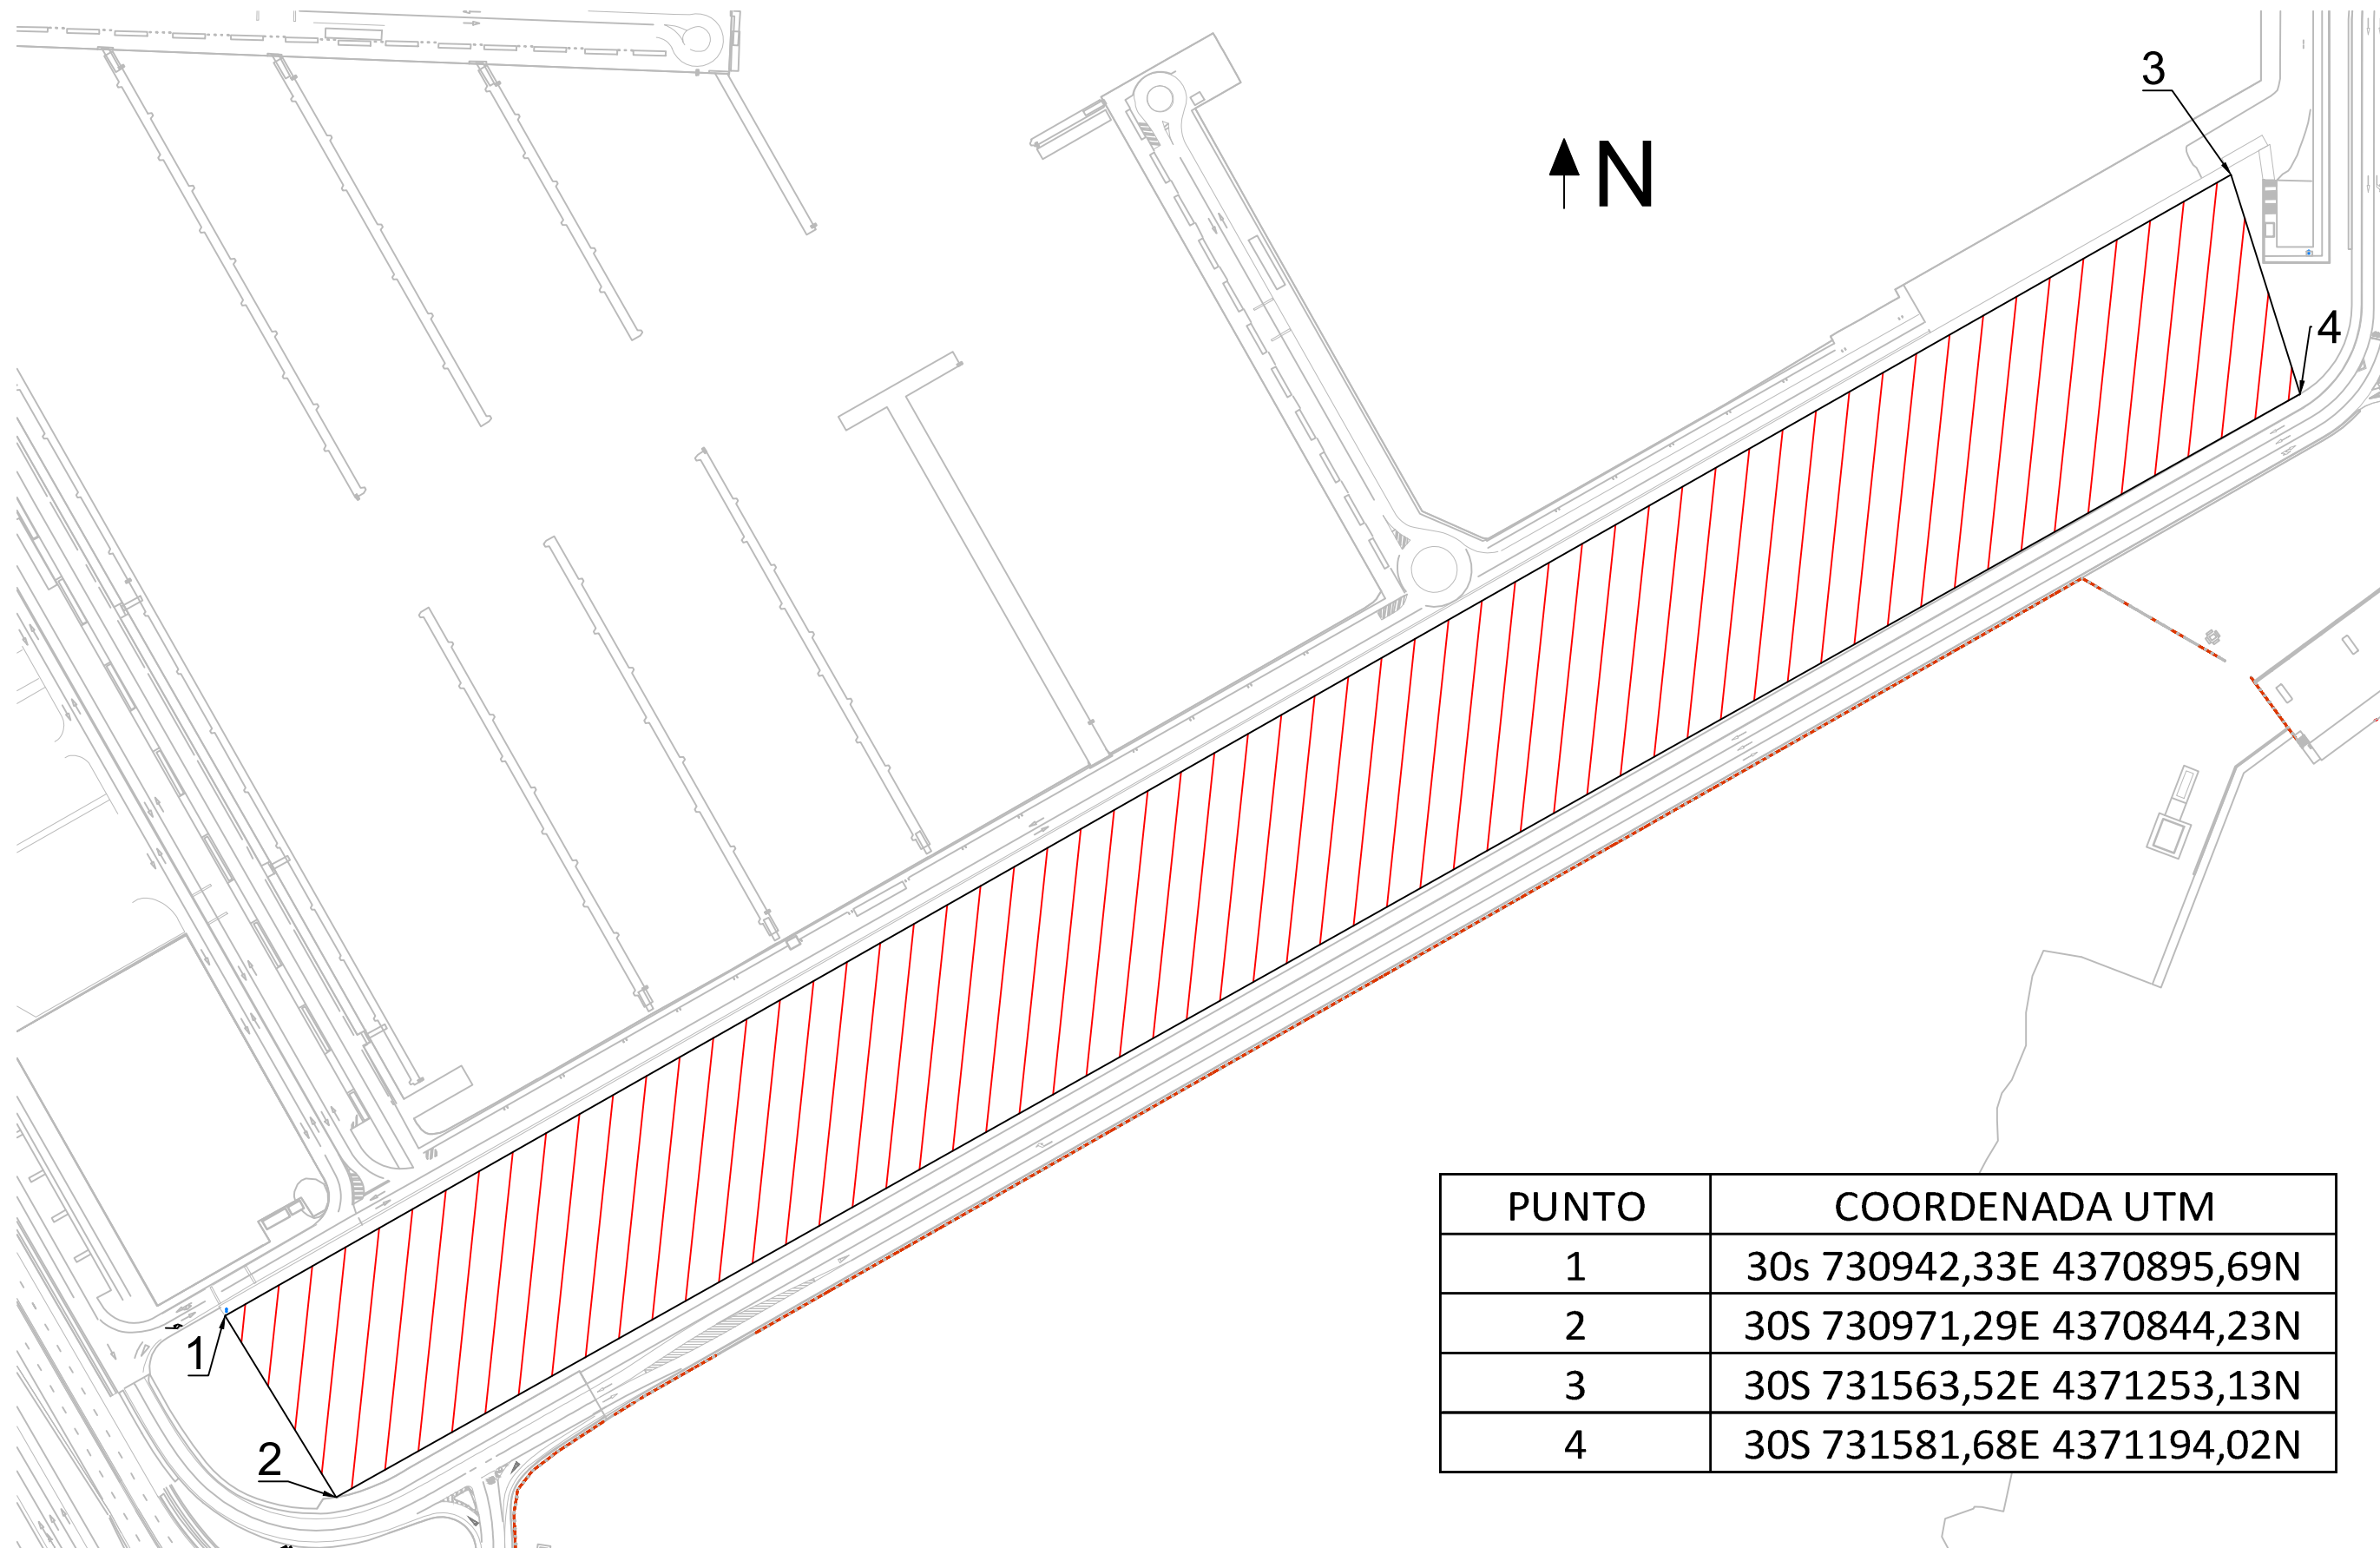 3
N
4
1
2
PUNTO COORDENADA UTM
1 30s 730942,33E 4370895,69N
2 30S 730971,29E 4370844,23N
3 30S 731563,52E 4371253,13N
4 30S 731581,68E 4371194,02N